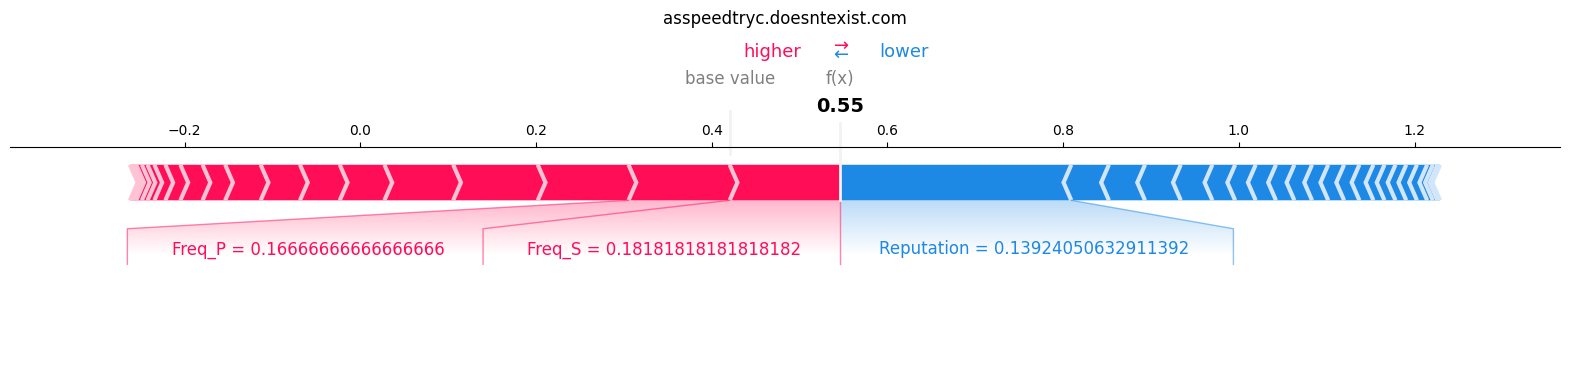 asspeedtryc.doesntexist.com
higher ⇄ lower
base value f(x)
0.55
−0.2 0.0 0.2 0.4 0.6 0.8 1.0 1.2
Freq_P = 0.16666666666666666 Freq_S = 0.18181818181818182 Reputation = 0.13924050632911392